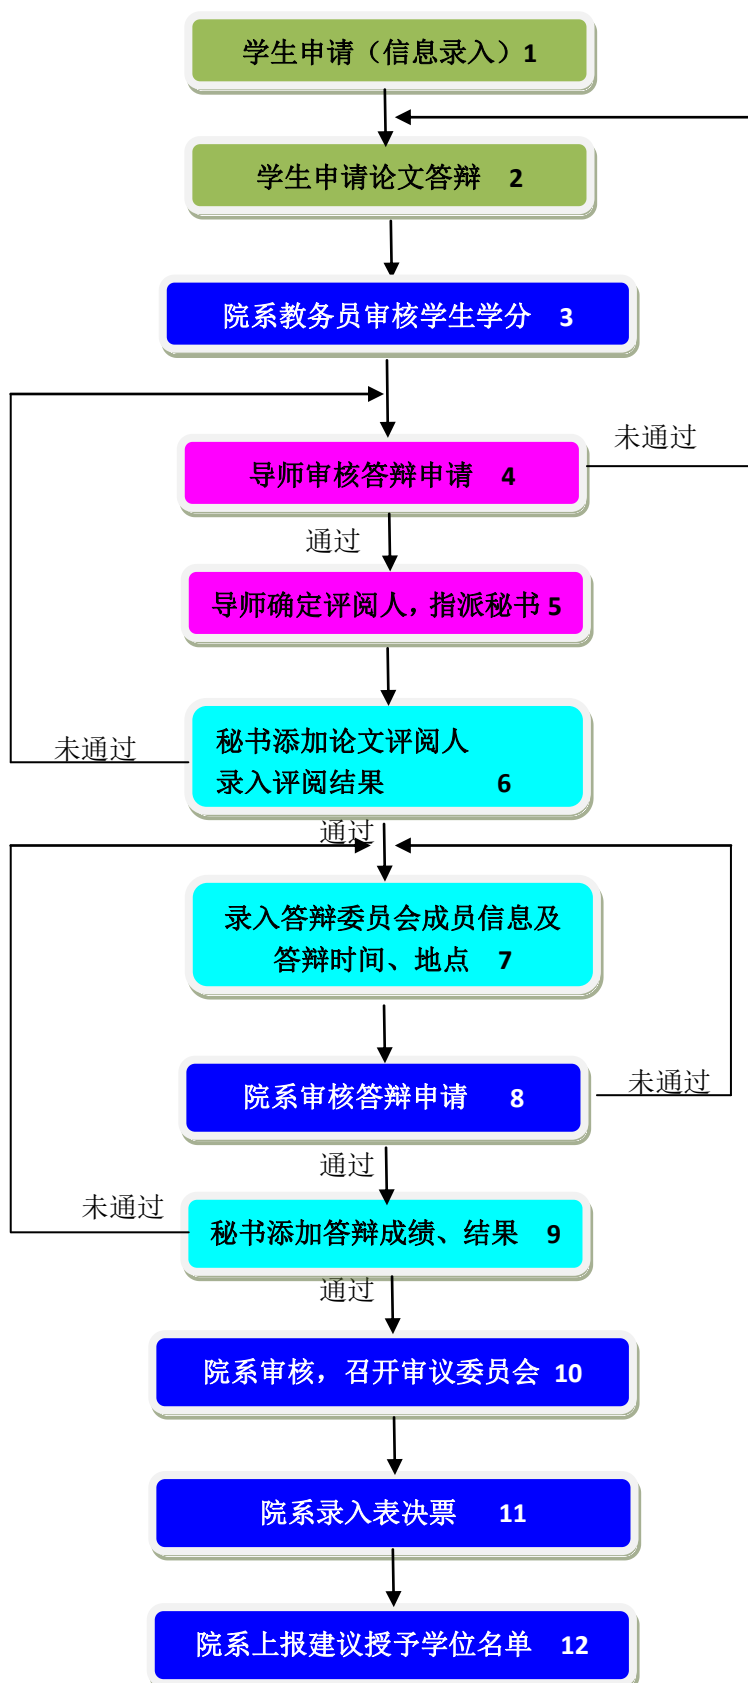 学生申请（信息录入）1
学生申请论文答辩 2
院系教务员审核学生学分 3
未通过
导师审核答辩申请 4
通过
导师确定评阅人，指派秘书 5
未通过
秘书添加论文评阅人
录入评阅结果 6
通过
录入答辩委员会成员信息及
答辩时间、地点 7
未通过
院系审核答辩申请 8
通过
未通过
秘书添加答辩成绩、结果 9
通过
院系审核，召开审议委员会 10
院系录入表决票 11
院系上报建议授予学位名单 12